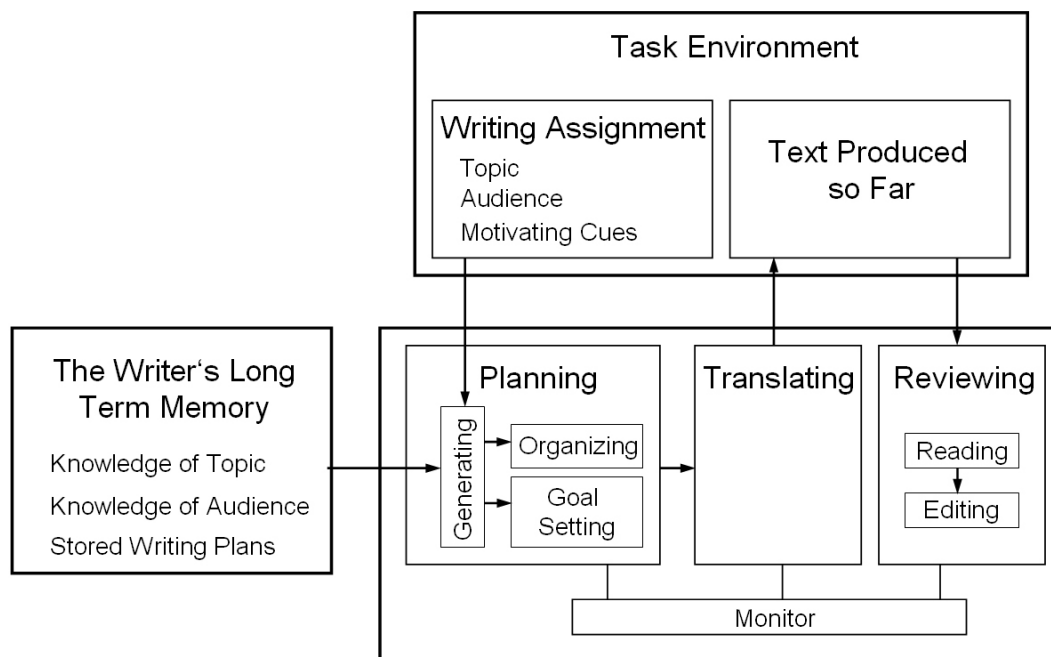 Task Environment
Writing Assignment
Topic
Audience
Motivating Cues
Text Produced
so Far
The Writer‘s Long
Term Memory
Knowledge of Topic
Knowledge of Audience
Stored Writing Plans
Planning
Generating
Organizing
Goal
Setting
Translating
Reviewing
Reading
Editing
Monitor